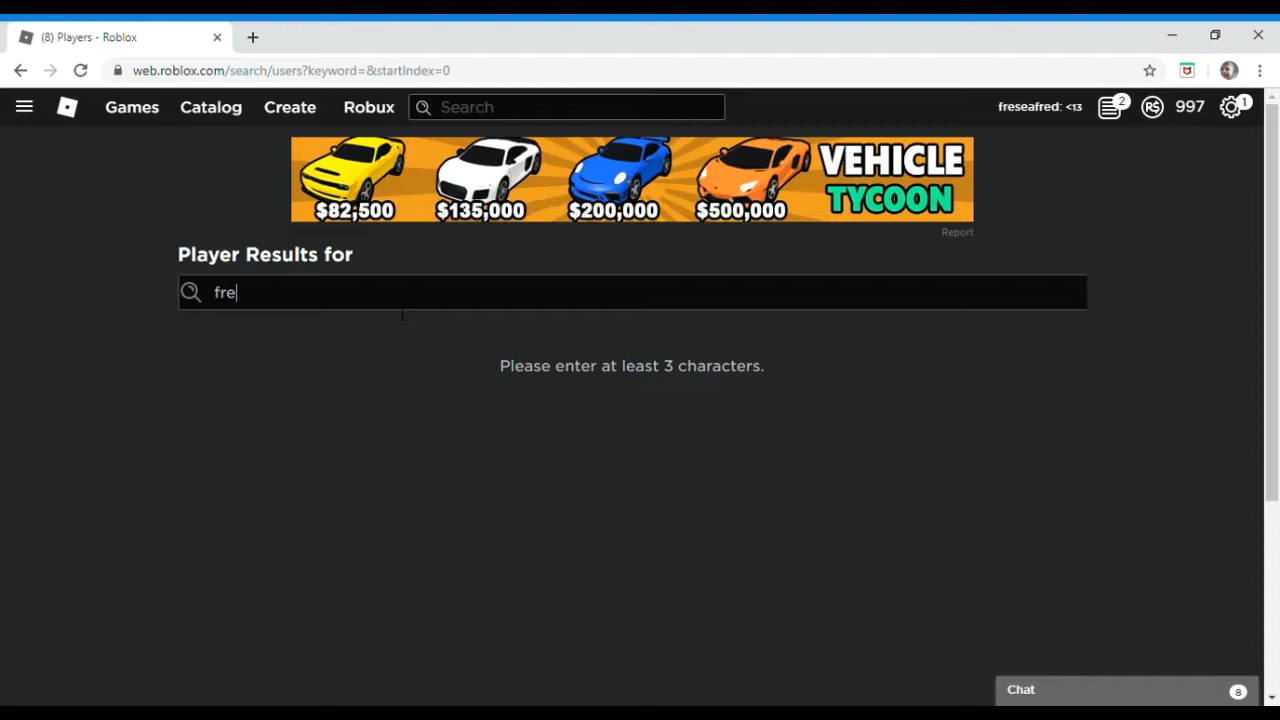 (8) Players - Roblox
web.roblox.com/search/users?keyword=&startIndex=0
Games Catalog Create Robux Search freseafred: <13 2 R$ 997 1
$82,500 $135,000 $200,000 $500,000 VEHICLE
TYCOON
Report
Player Results for
fre
Please enter at least 3 characters.
Chat 8